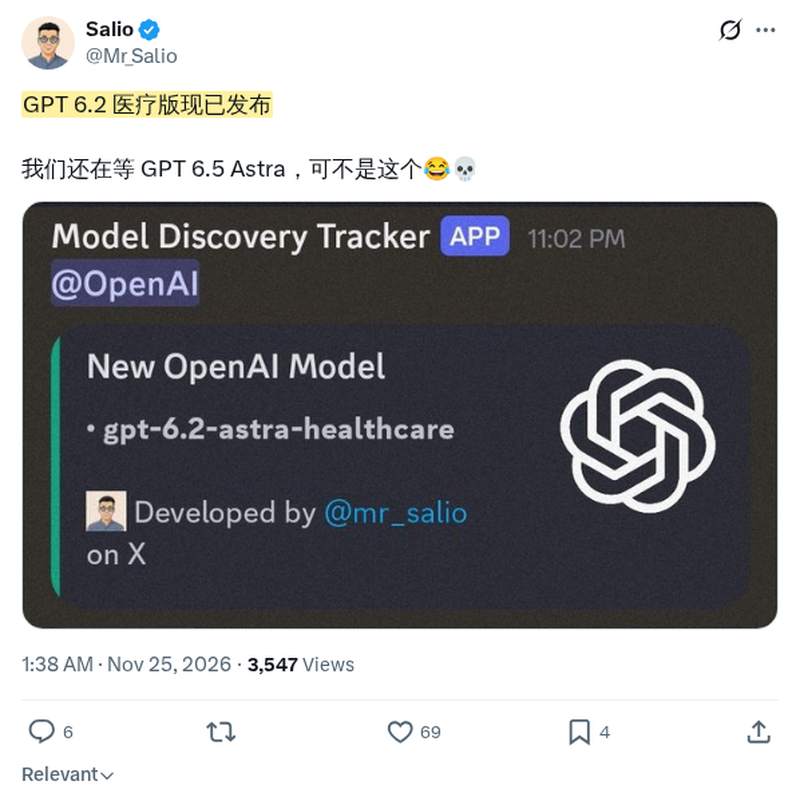 Salio
@Mr_Salio
GPT 6.2 医疗版现已发布
我们还在等 GPT 6.5 Astra，可不是这个😂💀
Model Discovery Tracker APP 11:02 PM
@OpenAI
New OpenAI Model
• gpt-6.2-astra-healthcare
Developed by @mr_salio
on X
1:38 AM · Nov 25, 2026 · 3,547 Views
6 69 4
Relevant